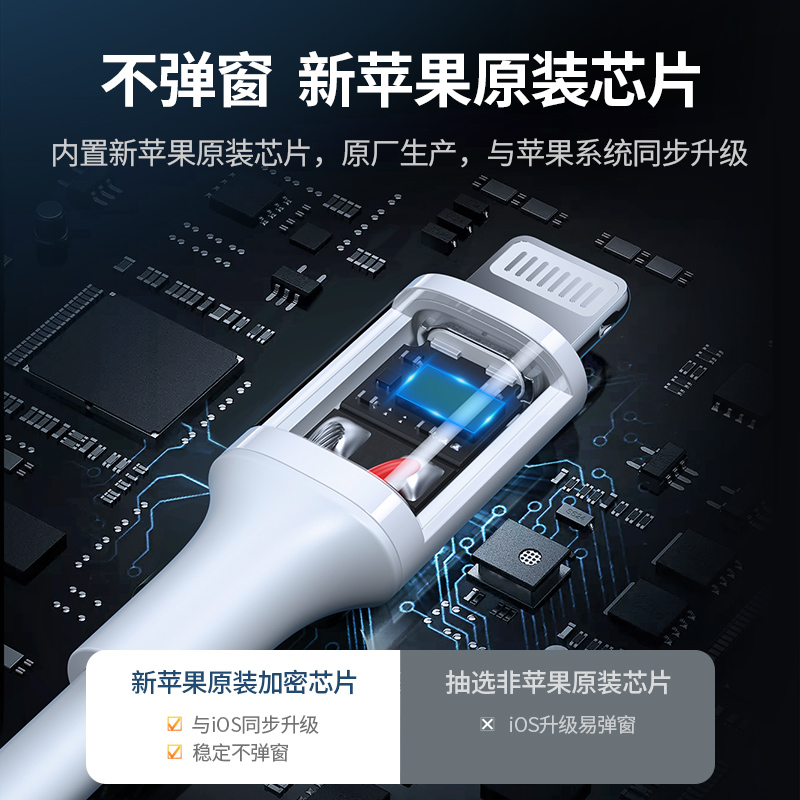 不弹窗 新苹果原装芯片
内置新苹果原装芯片，原厂生产，与苹果系统同步升级
新苹果原装加密芯片
与iOS同步升级
稳定不弹窗
抽选非苹果原装芯片
iOS升级易弹窗